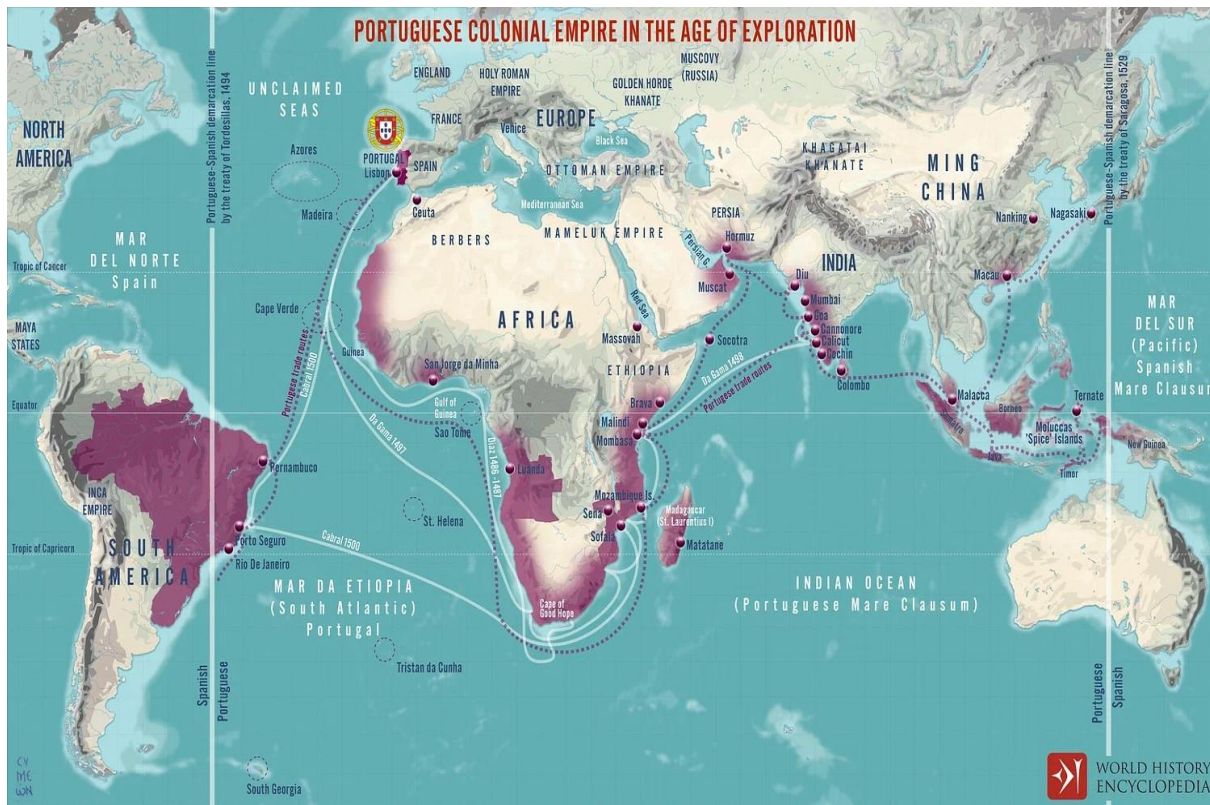 PORTUGUESE COLONIAL EMPIRE IN THE AGE OF EXPLORATION
NORTH
AMERICA
Portuguese-Spanish demarcation line
by the treaty of Tordesillas, 1494
UNCLAIMED
SEAS
ENGLAND
HOLY ROMAN
EMPIRE
MUSCOVY
(RUSSIA)
GOLDEN HORDE
KHANATE
FRANCE
Venice
EUROPE
Black Sea
KHAGATAI
KHANATE
MING
CHINA
Portuguese-Spanish demarcation line
by the treaty of Saragosa, 1529
Azores
PORTUGAL
Lisbon
SPAIN
OTTOMAN EMPIRE
Mediterranean Sea
Madeira
Ceuta
BERBERS
MAMELUK EMPIRE
PERSIA
Hormuz
Persian G.
Muscat
INDIA
Nanking
Nagasaki
Macau
MAR
DEL NORTE
Spain
Tropic of Cancer
Cape Verde
MAYA
STATES
Portuguese trade routes
Cabral 1500
Guinea
AFRICA
Red Sea
Massovah
Socotra
Diu
Mumbai
Goa
Cannonore
Calicut
Cochin
Colombo
MAR
DEL SUR
(Pacific)
Spanish
Mare Clausum
San Jorge da Minha
ETHIOPIA
Da Gama 1498
Portuguese trade routes
Equator
Gulf of
Guinea
Sao Tome
Brava
Malindi
Mombasa
Malacca
Sumatra
Borneo
Java
Ternate
Moluccas
'Spice' Islands
New Guinea
Timor
Da Gama 1497
Diaz 1486-1487
Pernambuco
Luanda
INCA
EMPIRE
St. Helena
Mozambique Is.
Sena
Sofala
Madagascar
(St. Laurentius I)
Matatane
Porto Seguro
Cabral 1500
Tropic of Capricorn
SOUTH
AMERICA
Rio De Janeiro
MAR DA ETIOPIA
(South Atlantic)
Portugal
Cape of
Good Hope
INDIAN OCEAN
(Portuguese Mare Clausum)
Tristan da Cunha
Spanish
Portuguese
Portuguese
Spanish
South Georgia
WORLD HISTORY
ENCYCLOPEDIA